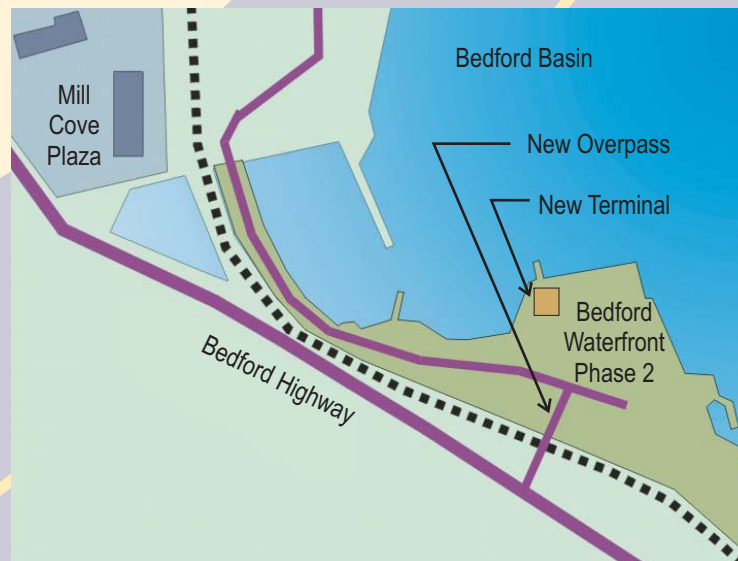 Bedford Basin
Mill
Cove
Plaza
New Overpass
New Terminal
Bedford
Waterfront
Phase 2
Bedford Highway